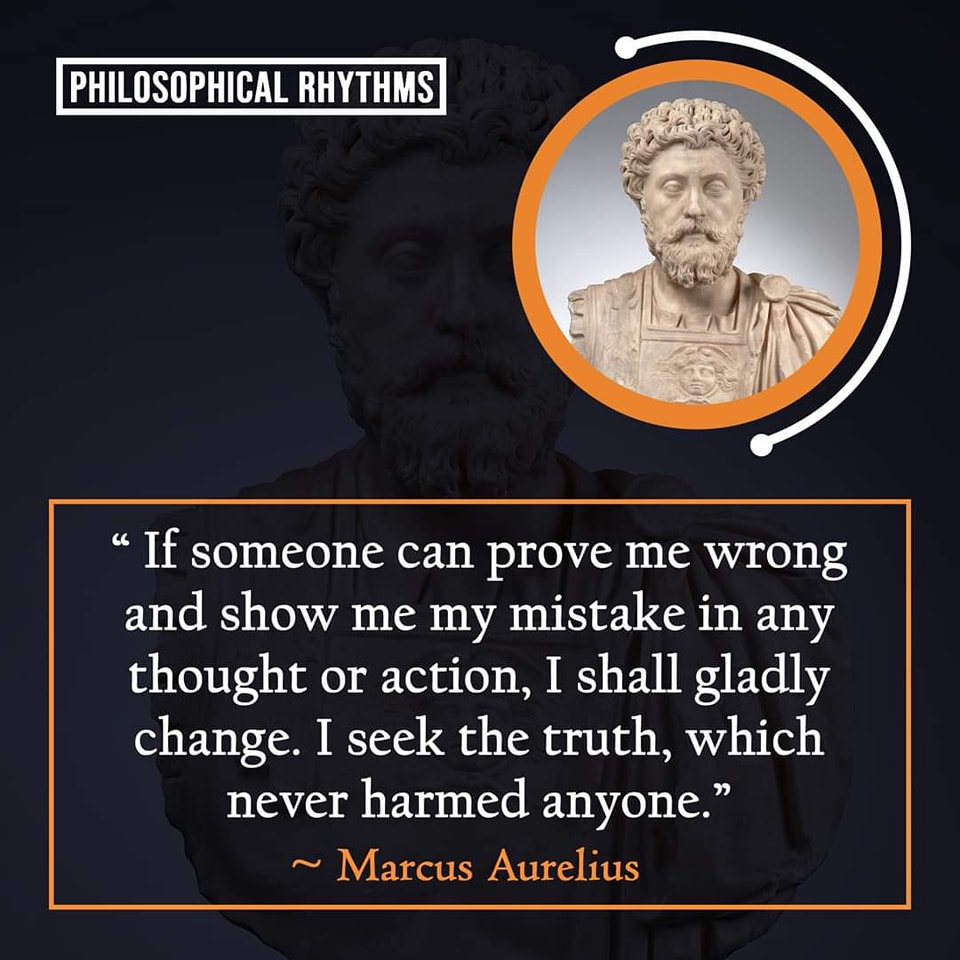 PHILOSOPHICAL RHYTHMS
“ If someone can prove me wrong
and show me my mistake in any
thought or action, I shall gladly
change. I seek the truth, which
never harmed anyone.”
~ Marcus Aurelius